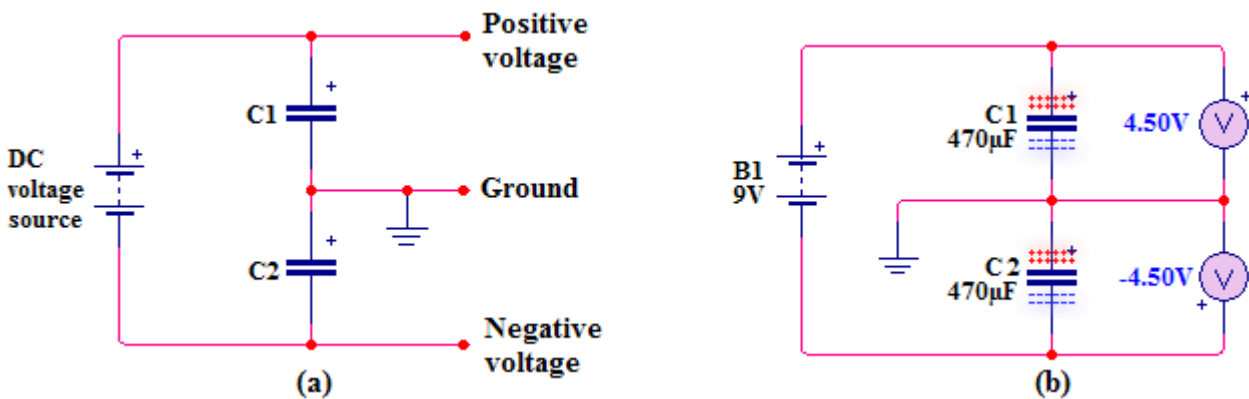 Positive
voltage
C1
DC
voltage
source
+
+
Ground
C2
+
Negative
voltage
(a)
B1
9V
+
C1
470µF
+
4.50V
V
+
C2
470µF
+
-4.50V
V
+
(b)